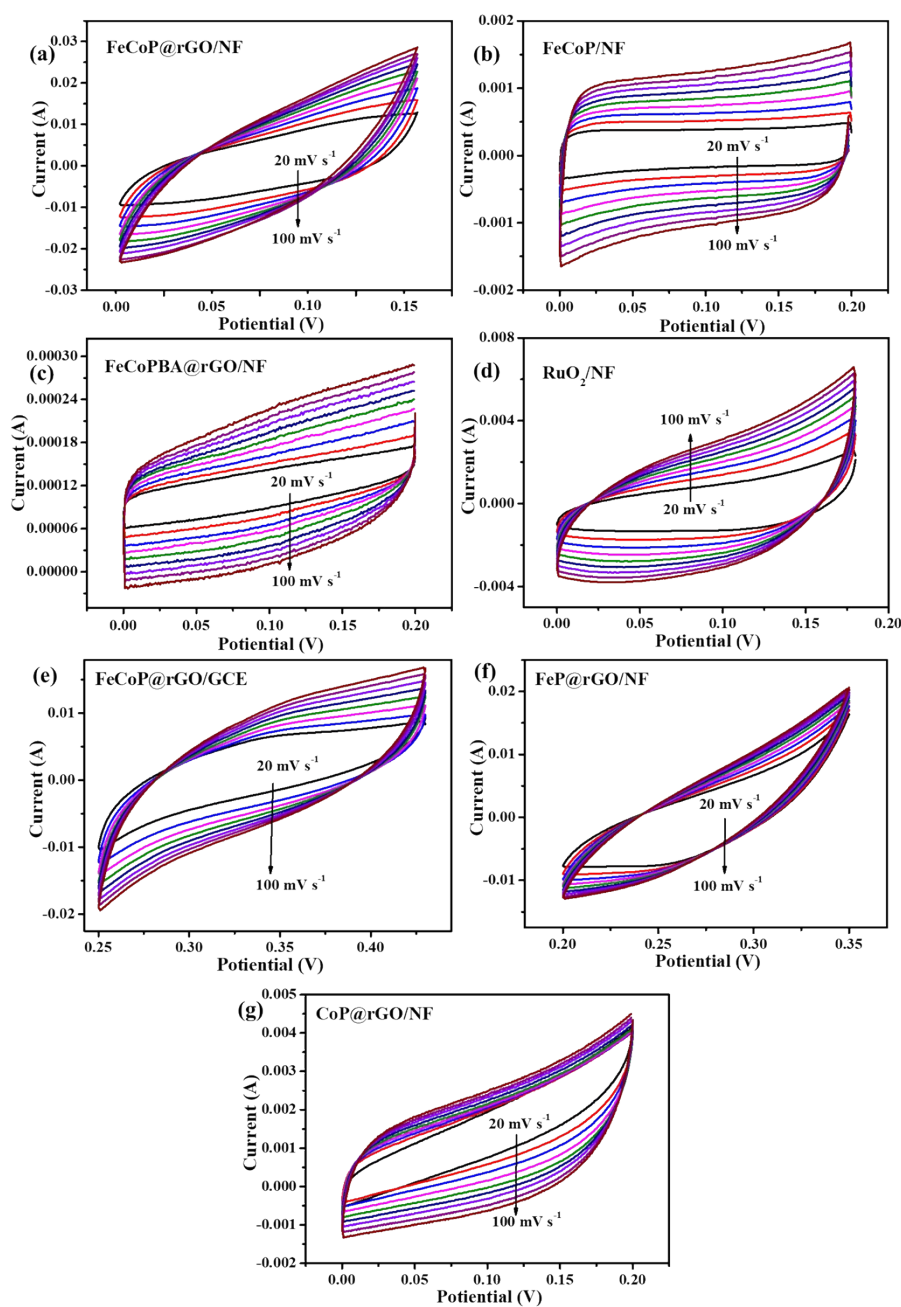 (a)
FeCoP@rGO/NF
0.03
0.02
0.01
0.00
-0.01
-0.02
-0.03
Current (A)
20 mV s-1
100 mV s-1
0.00
0.05
0.10
0.15
Potiential (V)
(b)
FeCoP/NF
0.002
0.001
0.000
-0.001
-0.002
Current (A)
20 mV s-1
100 mV s-1
0.00
0.05
0.10
0.15
0.20
Potiential (V)
(c)
FeCoPBA@rGO/NF
0.00030
0.00024
0.00018
0.00012
0.00006
0.00000
Current (A)
20 mV s-1
100 mV s-1
0.00
0.05
0.10
0.15
0.20
Potiential (V)
(d)
RuO2/NF
0.008
0.004
0.000
-0.004
Current (A)
100 mV s-1
20 mV s-1
0.00
0.05
0.10
0.15
0.20
Potiential (V)
(e)
FeCoP@rGO/GCE
0.01
0.00
-0.01
-0.02
Current (A)
20 mV s-1
100 mV s-1
0.25
0.30
0.35
0.40
Potiential (V)
(f)
FeP@rGO/NF
0.02
0.01
0.00
-0.01
Current (A)
20 mV s-1
100 mV s-1
0.20
0.25
0.30
0.35
Potiential (V)
(g)
CoP@rGO/NF
0.005
0.004
0.003
0.002
0.001
0.000
-0.001
-0.002
Current (A)
20 mV s-1
100 mV s-1
0.00
0.05
0.10
0.15
0.20
Potiential (V)